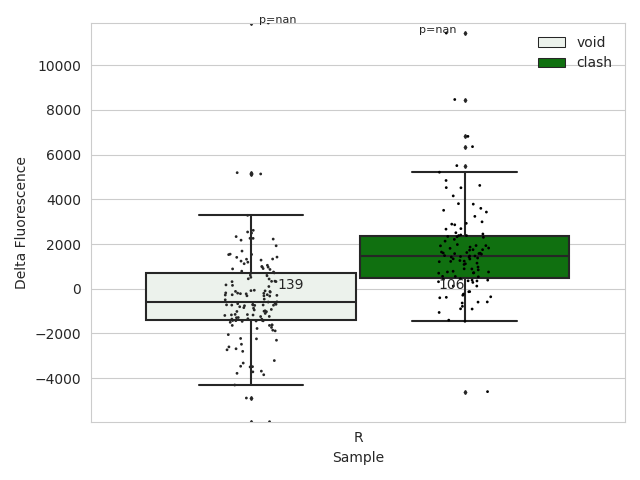 p=nan
p=nan
void
clash
10000
8000
6000
4000
2000
0
−2000
−4000
139
106
Delta Fluorescence
R
Sample